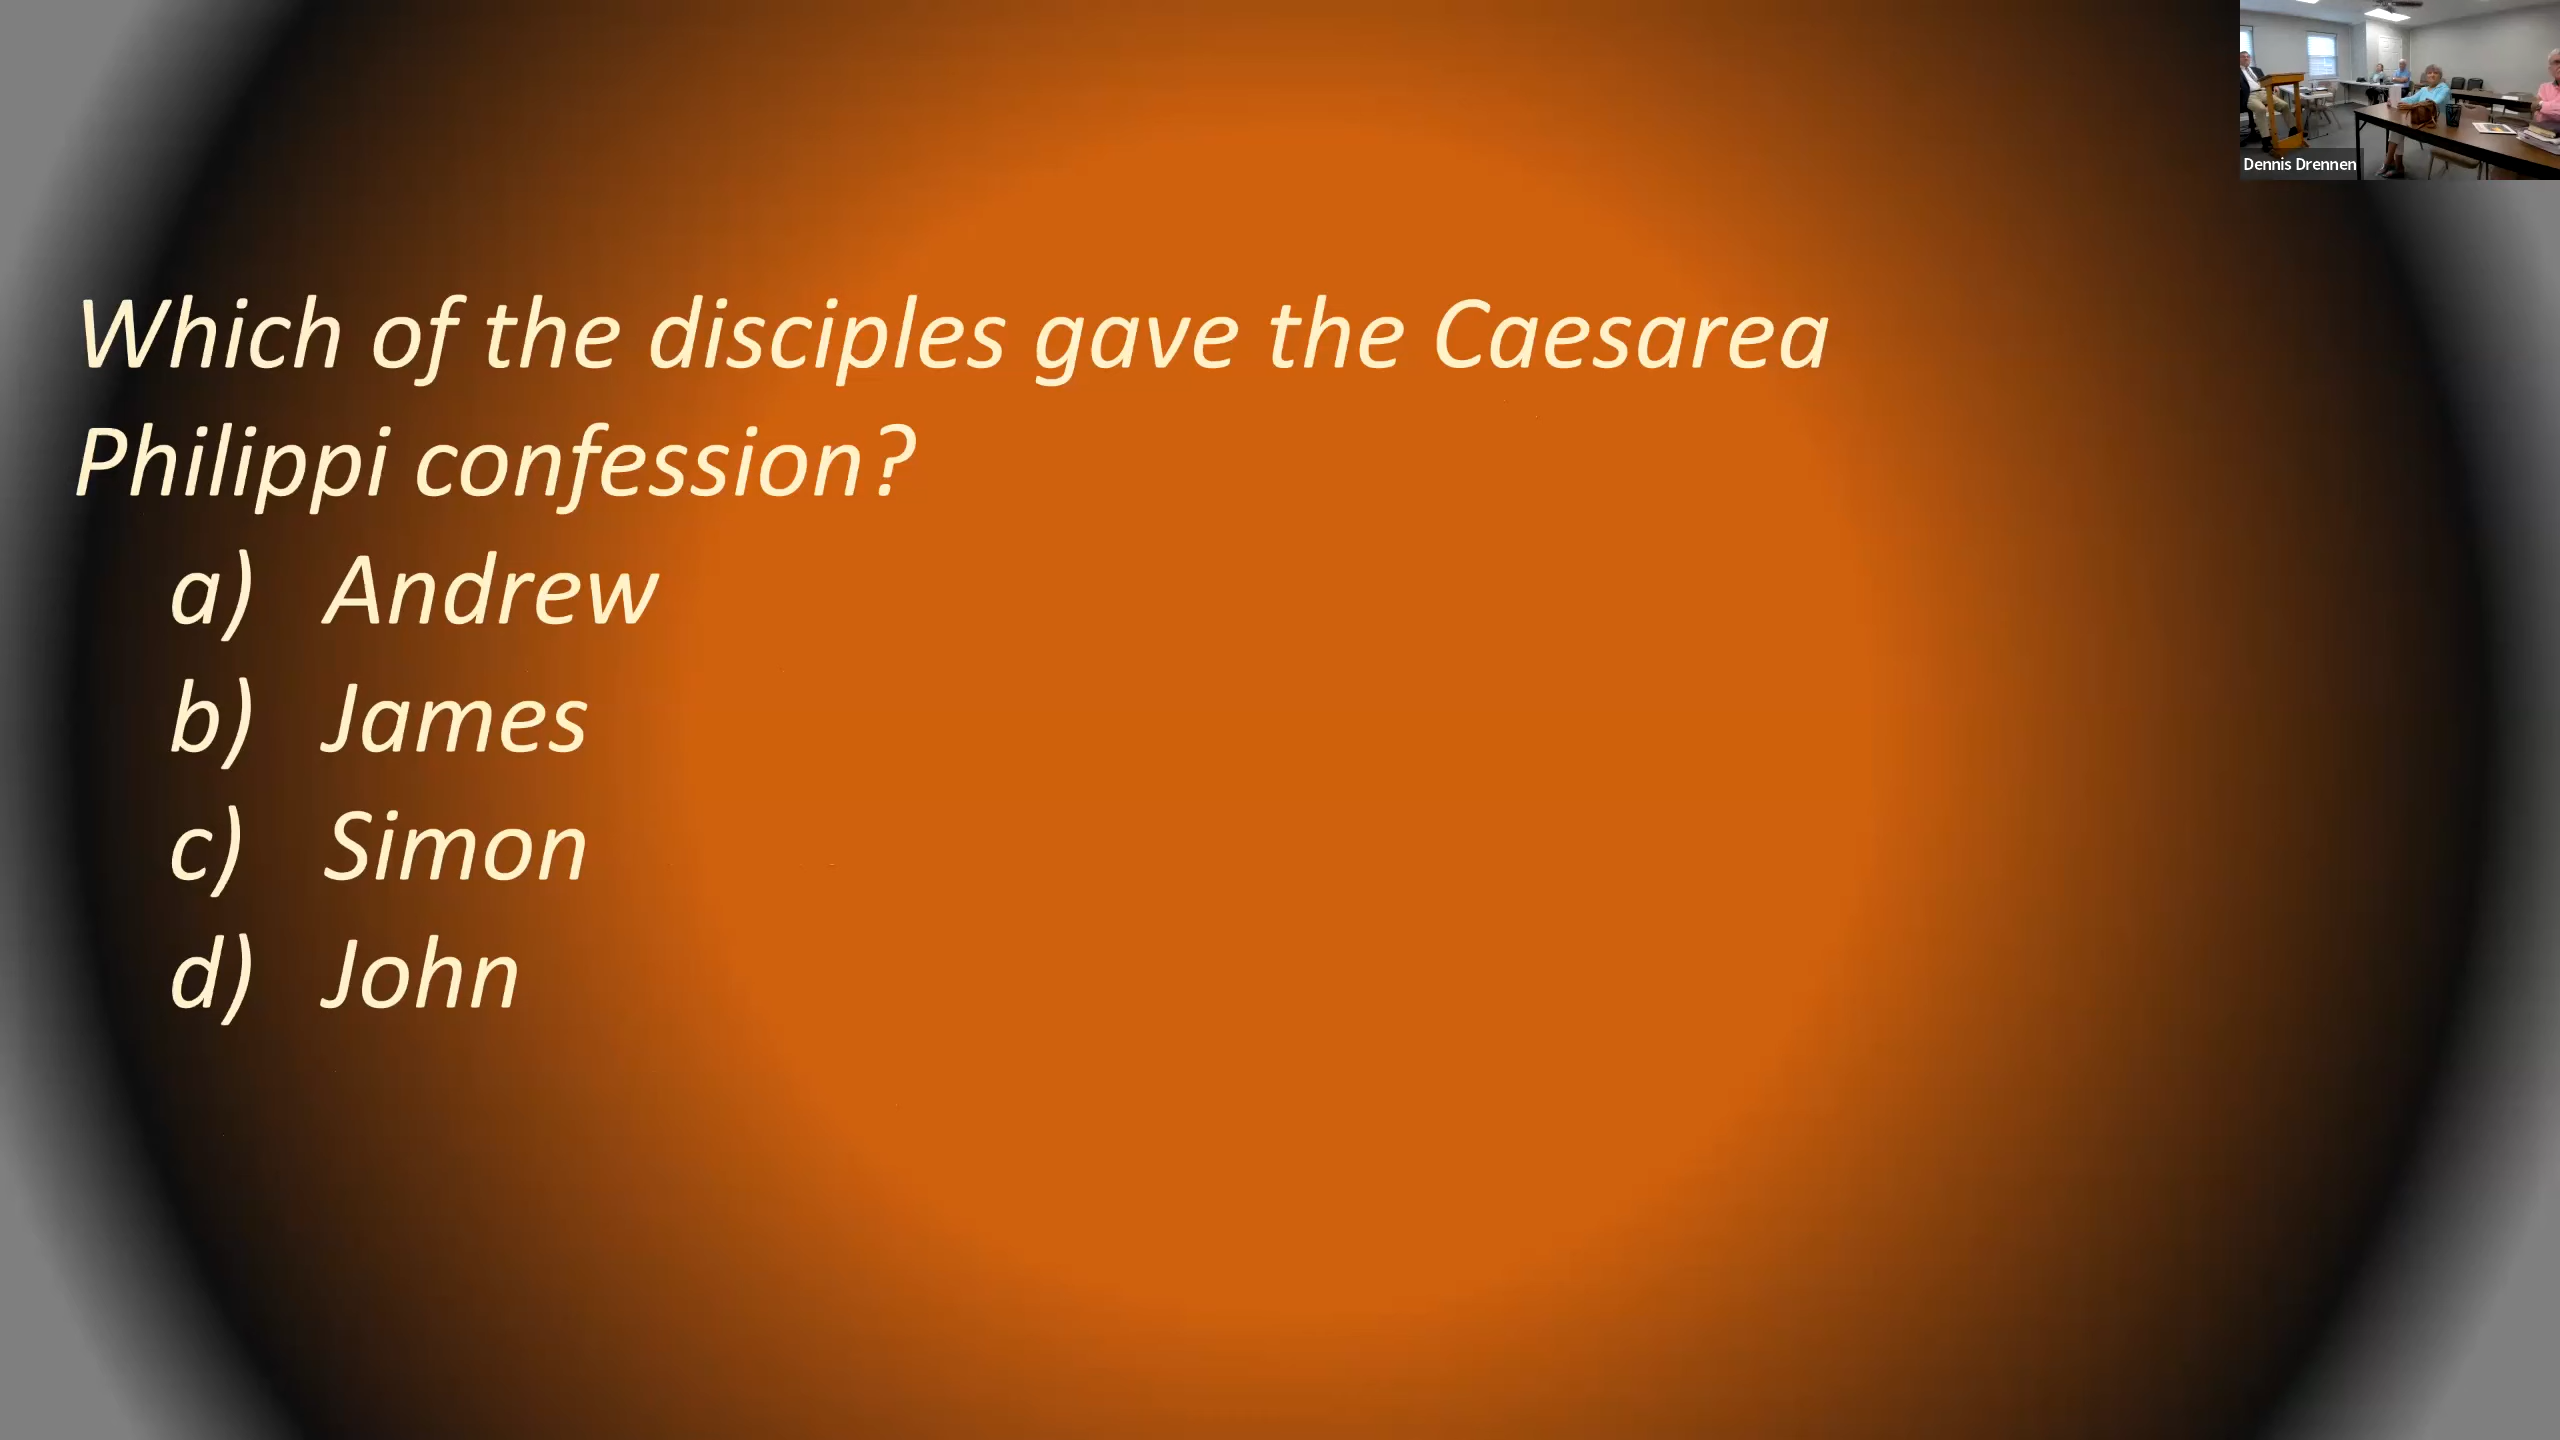 Which of the disciples gave the Caesarea
Philippi confession?
a) Andrew
b) James
c) Simon
d) John
Dennis Drennen